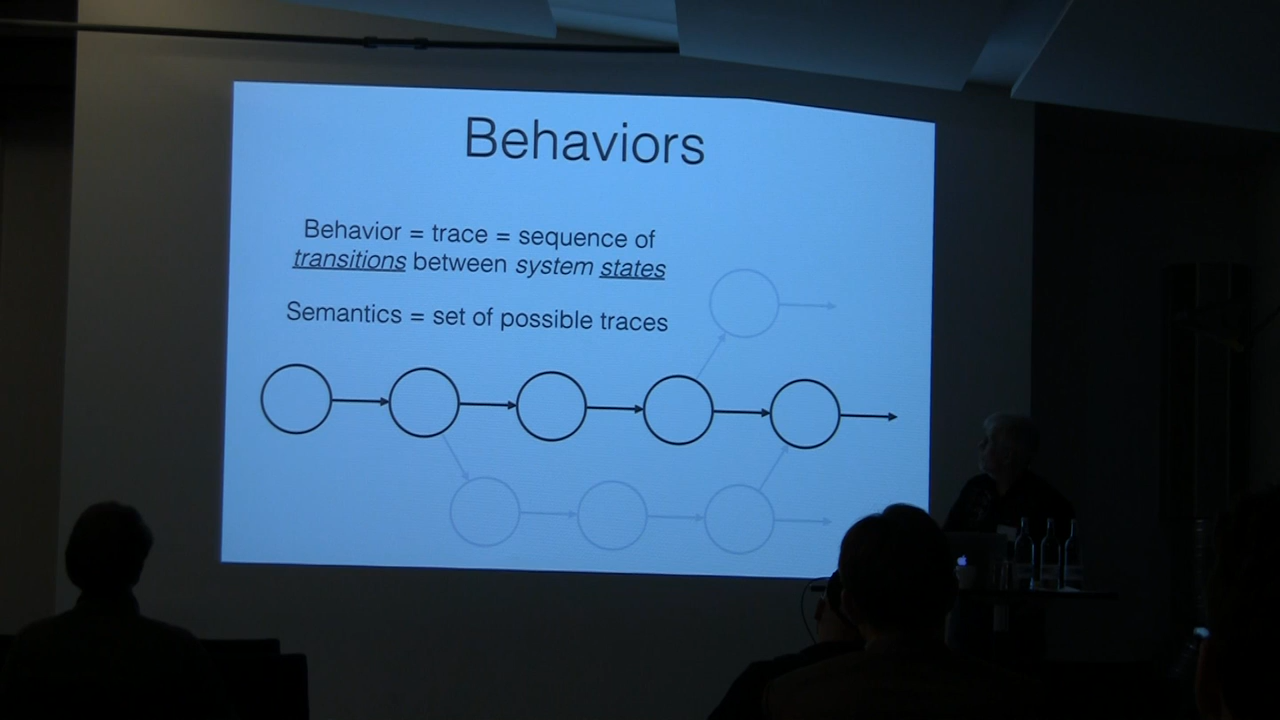 Behaviors
Behavior = trace = sequence of
transitions between system states
Semantics = set of possible traces